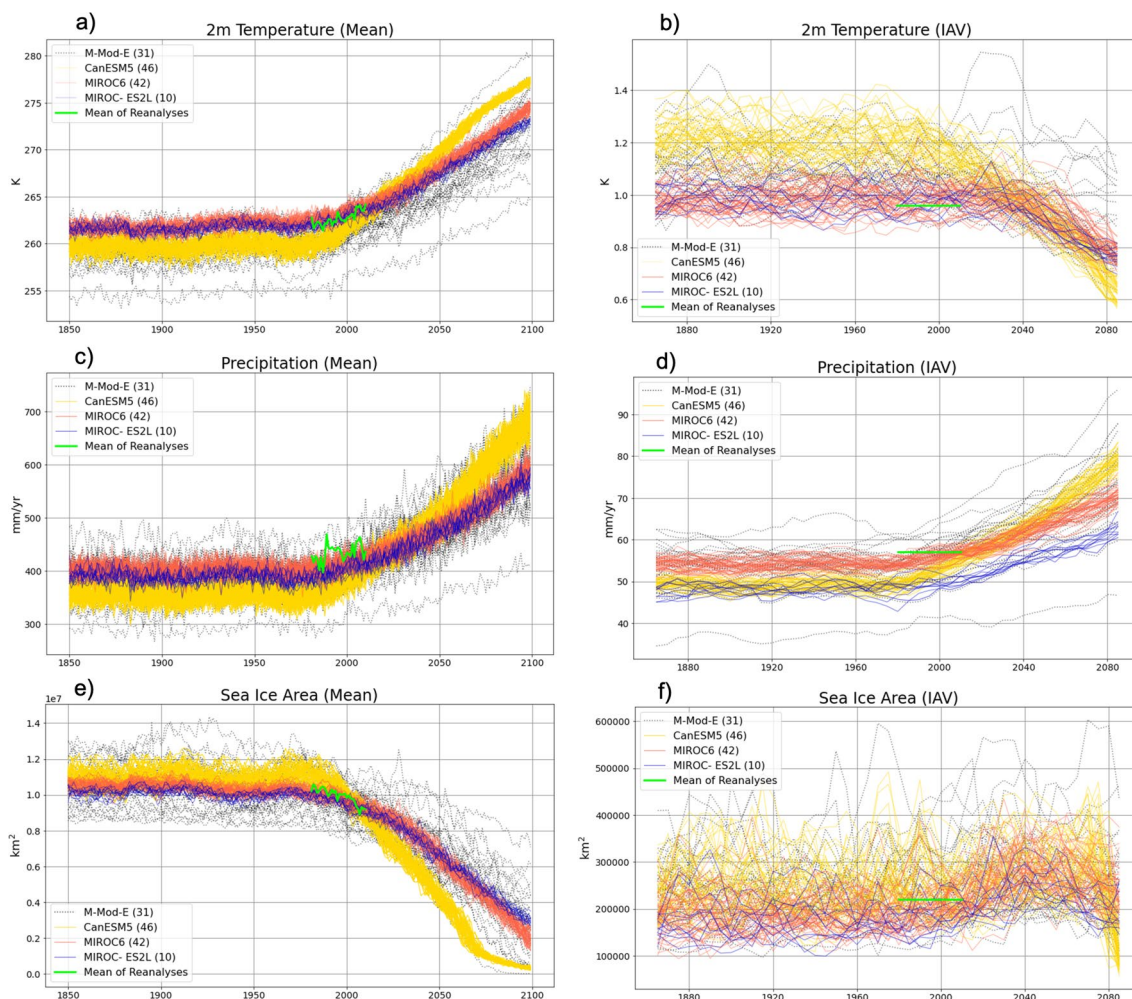 a)
2m Temperature (Mean)
M-Mod-E (31)
CanESM5 (46)
MIROC6 (42)
MIROC- ES2L (10)
Mean of Reanalyses
280
275
270
265
260
255
K
1850
1900
1950
2000
2050
2100
b)
2m Temperature (IAV)
1.4
1.2
1.0
0.8
0.6
K
M-Mod-E (31)
CanESM5 (46)
MIROC6 (42)
MIROC- ES2L (10)
Mean of Reanalyses
1880
1920
1960
2000
2040
2080
c)
Precipitation (Mean)
M-Mod-E (31)
CanESM5 (46)
MIROC6 (42)
MIROC- ES2L (10)
Mean of Reanalyses
700
600
500
400
300
mm/yr
1850
1900
1950
2000
2050
2100
d)
Precipitation (IAV)
M-Mod-E (31)
CanESM5 (46)
MIROC6 (42)
MIROC- ES2L (10)
Mean of Reanalyses
90
80
70
60
50
40
mm/yr
1880
1920
1960
2000
2040
2080
e)
Sea Ice Area (Mean)
1e7
1.4
1.2
1.0
0.8
0.6
0.4
0.2
0.0
km²
M-Mod-E (31)
CanESM5 (46)
MIROC6 (42)
MIROC- ES2L (10)
Mean of Reanalyses
1850
1900
1950
2000
2050
2100
f)
Sea Ice Area (IAV)
M-Mod-E (31)
CanESM5 (46)
MIROC6 (42)
MIROC- ES2L (10)
Mean of Reanalyses
600000
500000
400000
300000
200000
100000
km²
1880
1920
1960
2000
2040
2080